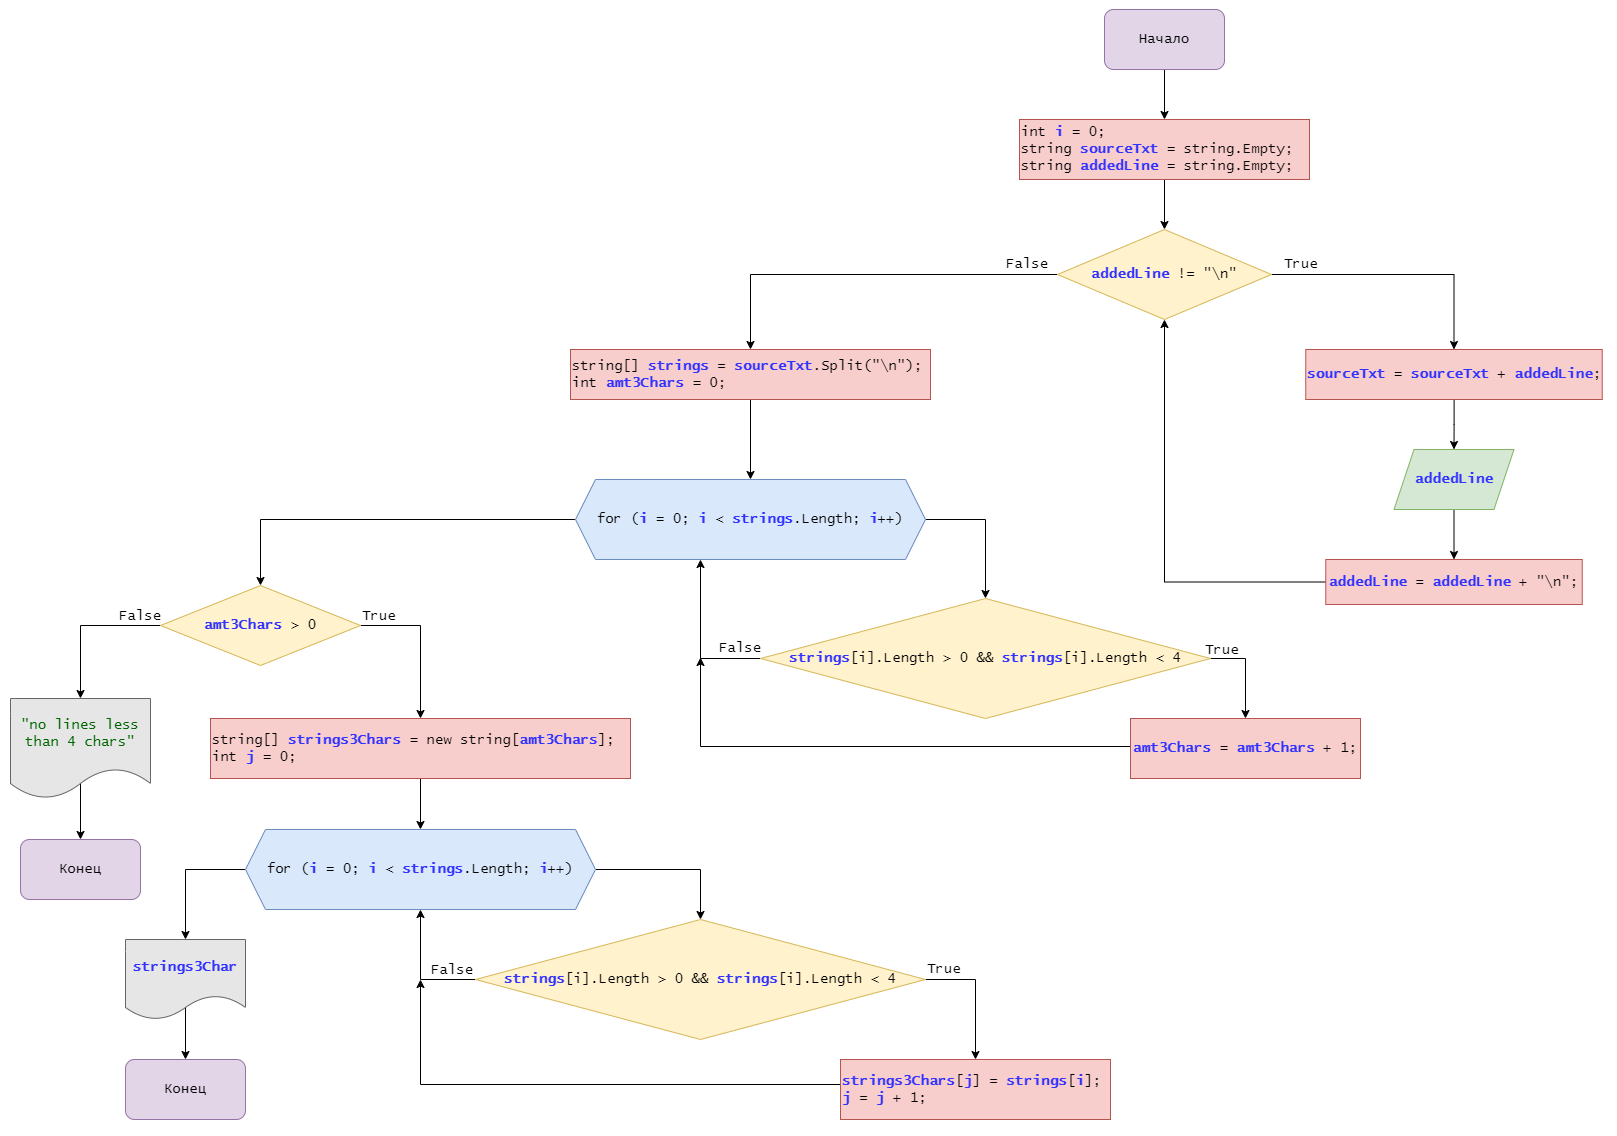 Начало
int i = 0;
string sourceTxt = string.Empty;
string addedLine = string.Empty;
addedLine != "\n"
False
True
string[] strings = sourceTxt.Split("\n");
int amt3Chars = 0;
sourceTxt = sourceTxt + addedLine;
addedLine
addedLine = addedLine + "\n";
for (i = 0; i < strings.Length; i++)
strings[i].Length > 0 && strings[i].Length < 4
False
True
amt3Chars = amt3Chars + 1;
amt3Chars > 0
False
True
"no lines less
than 4 chars"
Конец
string[] strings3Chars = new string[amt3Chars];
int j = 0;
for (i = 0; i < strings.Length; i++)
strings[i].Length > 0 && strings[i].Length < 4
False
True
strings3Chars[j] = strings[i];
j = j + 1;
strings3Char
Конец